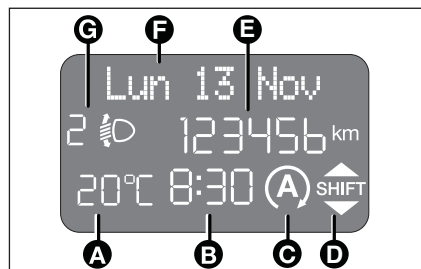 G F E
Lun 13 Nov
2 123456 km
20°C 8:30 A SHIFT
A B C D